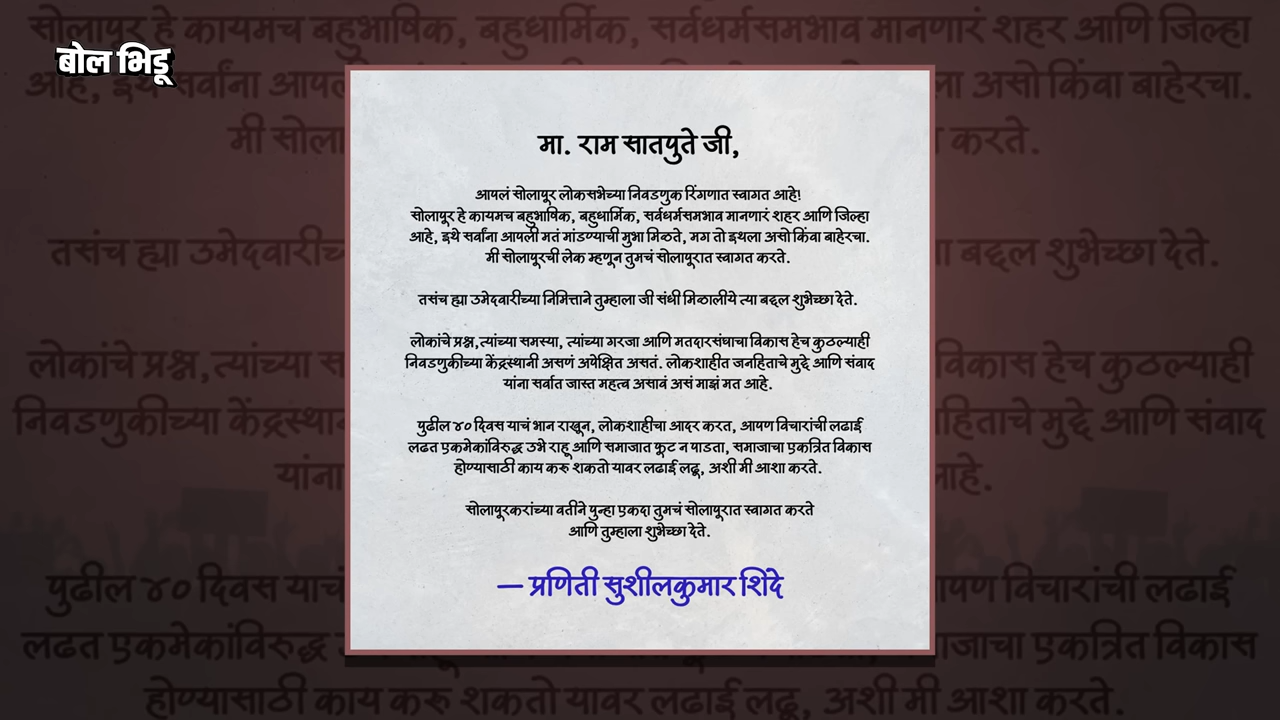 बोल भिडू
मा. राम सातपुते जी,
आपलं सोलापूर लोकसभेच्या निवडणुक रिंगणात स्वागत आहे!
सोलापूर हे कायमच बहुभाषिक, बहुधार्मिक, सर्वधर्मसमभाव मानणारं शहर आणि जिल्हा
आहे, इथे सर्वांना आपली मतं मांडण्याची मुभा मिळते, मग तो इथला असो किंवा बाहेरचा.
मी सोलापूरची लेक म्हणून तुमचं सोलापूरात स्वागत करते.
तसंच ह्या उमेदवारीच्या निमित्ताने तुम्हाला जी संधी मिळालीये त्या बद्दल शुभेच्छा देते.
लोकांचे प्रश्न,त्यांच्या समस्या, त्यांच्या गरजा आणि मतदारसंघाचा विकास हेच कुठल्याही
निवडणुकीच्या केंद्रस्थानी असणं अपेक्षित असतं. लोकशाहीत जनहिताचे मुद्दे आणि संवाद
यांना सर्वात जास्त महत्व असावं असं माझं मत आहे.
पुढील ४० दिवस याचं भान राखून, लोकशाहीचा आदर करत, आपण विचारांची लढाई
लढत एकमेकांविरुद्ध उभे राहू आणि समाजात फूट न पाडता, समाजाचा एकत्रित विकास
होण्यासाठी काय करू शकतो यावर लढाई लढू, अशी मी आशा करते.
सोलापूरकरांच्या वतीने पुन्हा एकदा तुमचं सोलापूरात स्वागत करते
आणि तुम्हाला शुभेच्छा देते.
— प्रणिती सुशीलकुमार शिंदे